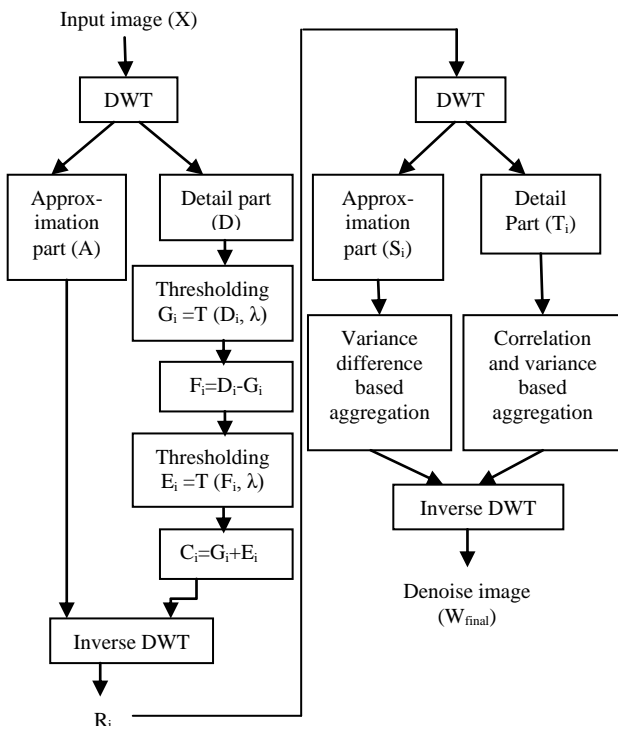 Input image (X)
DWT
Approx-
imation
part (A)
Detail part
(D)
Thresholding
Gi =T (Di, λ)
Fi=Di-Gi
Thresholding
Ei =T (Fi, λ)
Ci=Gi+Ei
Inverse DWT
Ri
DWT
Approx-
imation
part (Si)
Detail
Part (Ti)
Variance
difference
based
aggregation
Correlation
and variance
based
aggregation
Inverse DWT
Denoise image
(Wfinal)